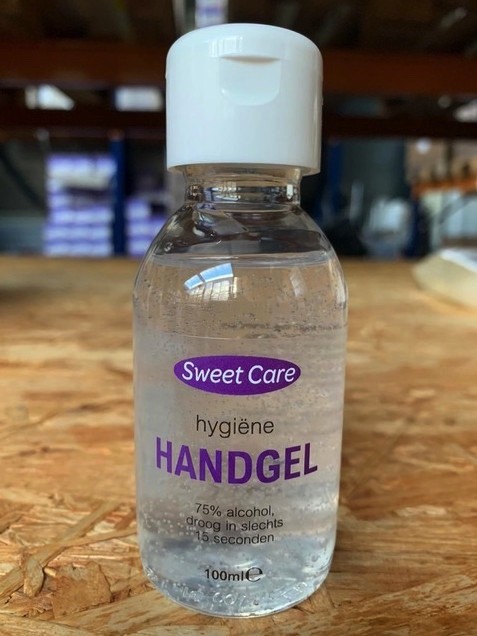 Sweet Care
hygiëne
HANDGEL
75% alcohol,
droog in slechts
15 seconden
100ml℮